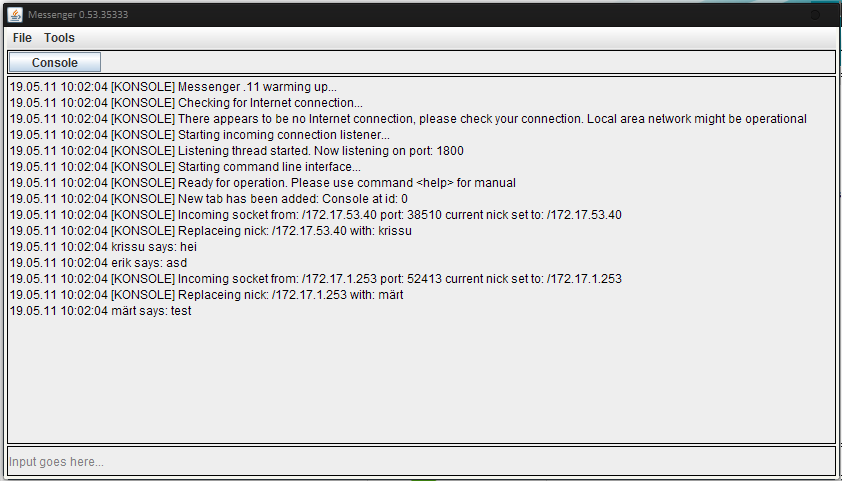 Messenger 0.53.35333
File Tools
Console
19.05.11 10:02:04 [KONSOLE] Messenger .11 warming up...
19.05.11 10:02:04 [KONSOLE] Checking for Internet connection...
19.05.11 10:02:04 [KONSOLE] There appears to be no Internet connection, please check your connection. Local area network might be operational
19.05.11 10:02:04 [KONSOLE] Starting incoming connection listener...
19.05.11 10:02:04 [KONSOLE] Listening thread started. Now listening on port: 1800
19.05.11 10:02:04 [KONSOLE] Starting command line interface...
19.05.11 10:02:04 [KONSOLE] Ready for operation. Please use command <help> for manual
19.05.11 10:02:04 [KONSOLE] New tab has been added: Console at id: 0
19.05.11 10:02:04 [KONSOLE] Incoming socket from: /172.17.53.40 port: 38510 current nick set to: /172.17.53.40
19.05.11 10:02:04 [KONSOLE] Replaceing nick: /172.17.53.40 with: krissu
19.05.11 10:02:04 krissu says: hei
19.05.11 10:02:04 erik says: asd
19.05.11 10:02:04 [KONSOLE] Incoming socket from: /172.17.1.253 port: 52413 current nick set to: /172.17.1.253
19.05.11 10:02:04 [KONSOLE] Replaceing nick: /172.17.1.253 with: märt
19.05.11 10:02:04 märt says: test
Input goes here...